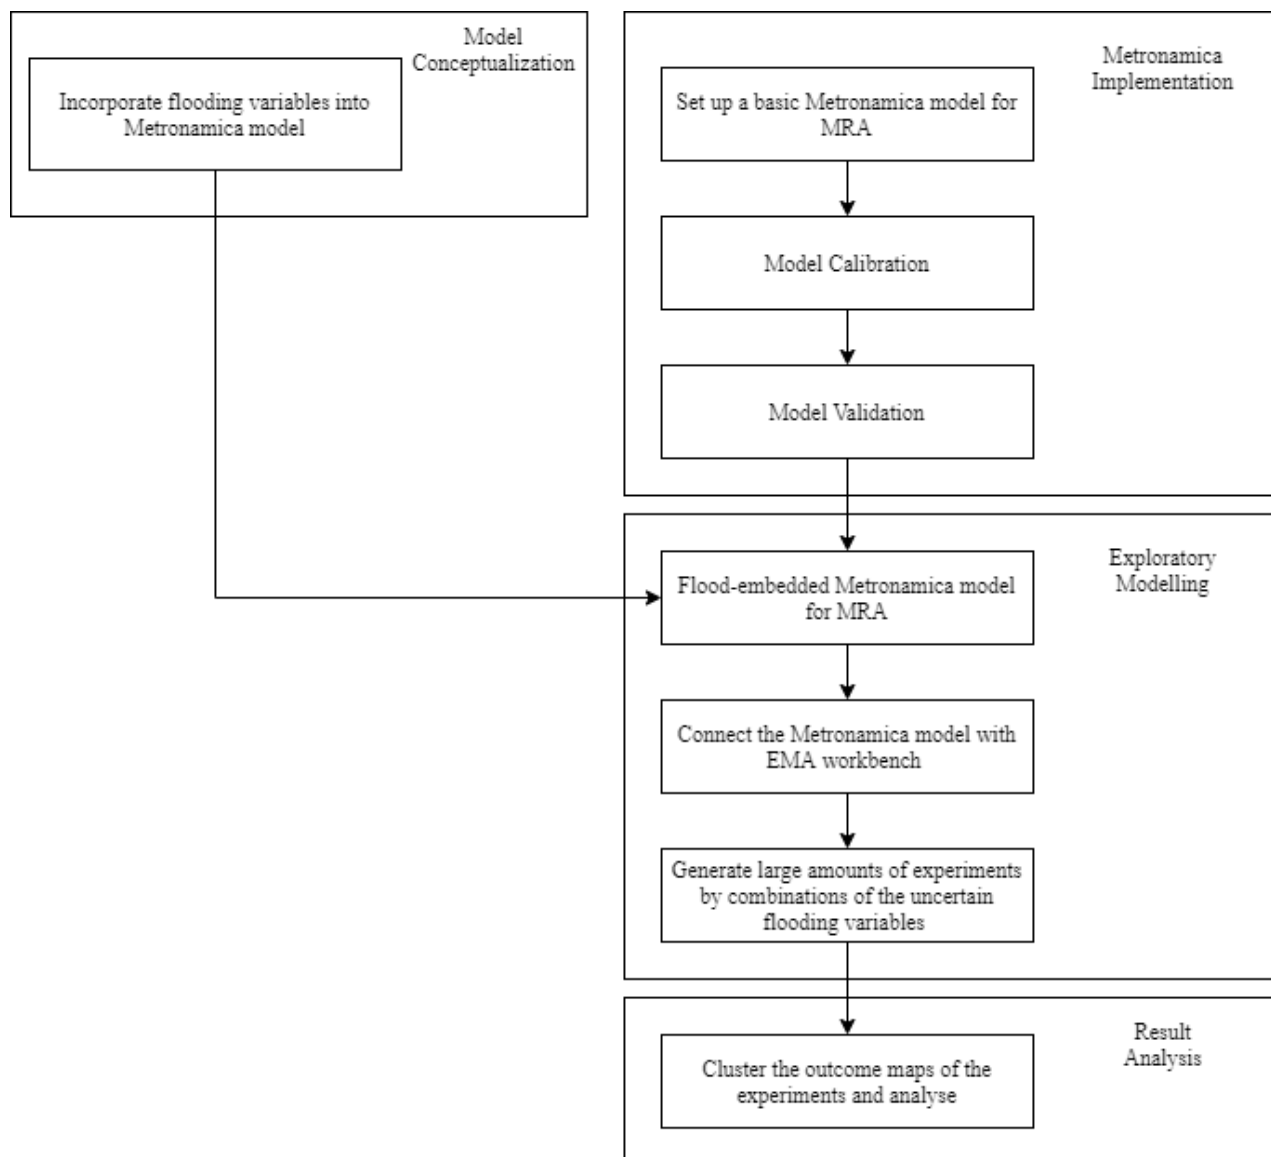 Model
Conceptualization
Incorporate flooding variables into
Metronamica model
Metronamica
Implementation
Set up a basic Metronamica model for
MRA
Model Calibration
Model Validation
Exploratory
Modelling
Flood-embedded Metronamica model
for MRA
Connect the Metronamica model with
EMA workbench
Generate large amounts of experiments
by combinations of the uncertain
flooding variables
Result
Analysis
Cluster the outcome maps of the
experiments and analyse